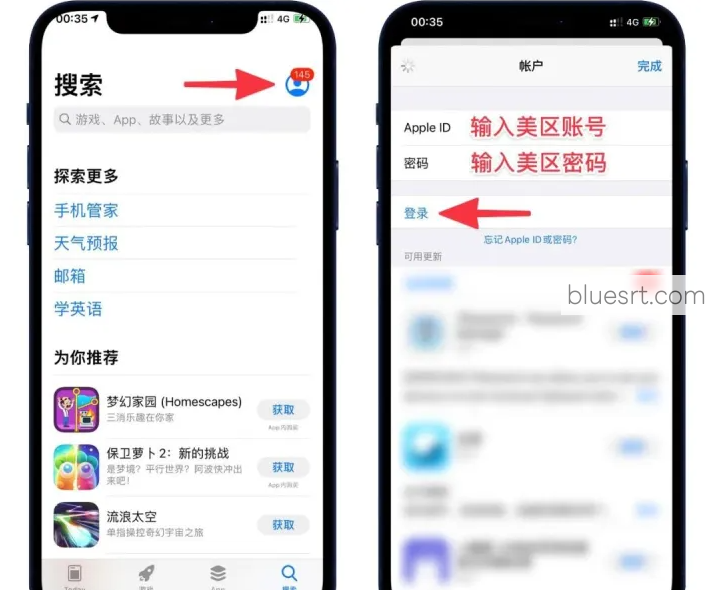 00:35
4G
搜索
145
游戏、App、故事以及更多
探索更多
手机管家
天气预报
邮箱
学英语
为你推荐
梦幻家园 (Homescapes)
三消乐趣在你家
获取
App内购买
保卫萝卜2：新的挑战
是梦境？平行世界？阿波快冲出
来吧！
获取
App内购买
流浪太空
单指操控奇幻宇宙之旅
获取
Today
游戏
App
搜索
00:35
4G
帐户
完成
Apple ID
输入美区账号
密码
输入美区密码
登录
忘记 Apple ID 或密码？
可用更新
bluesrt.com